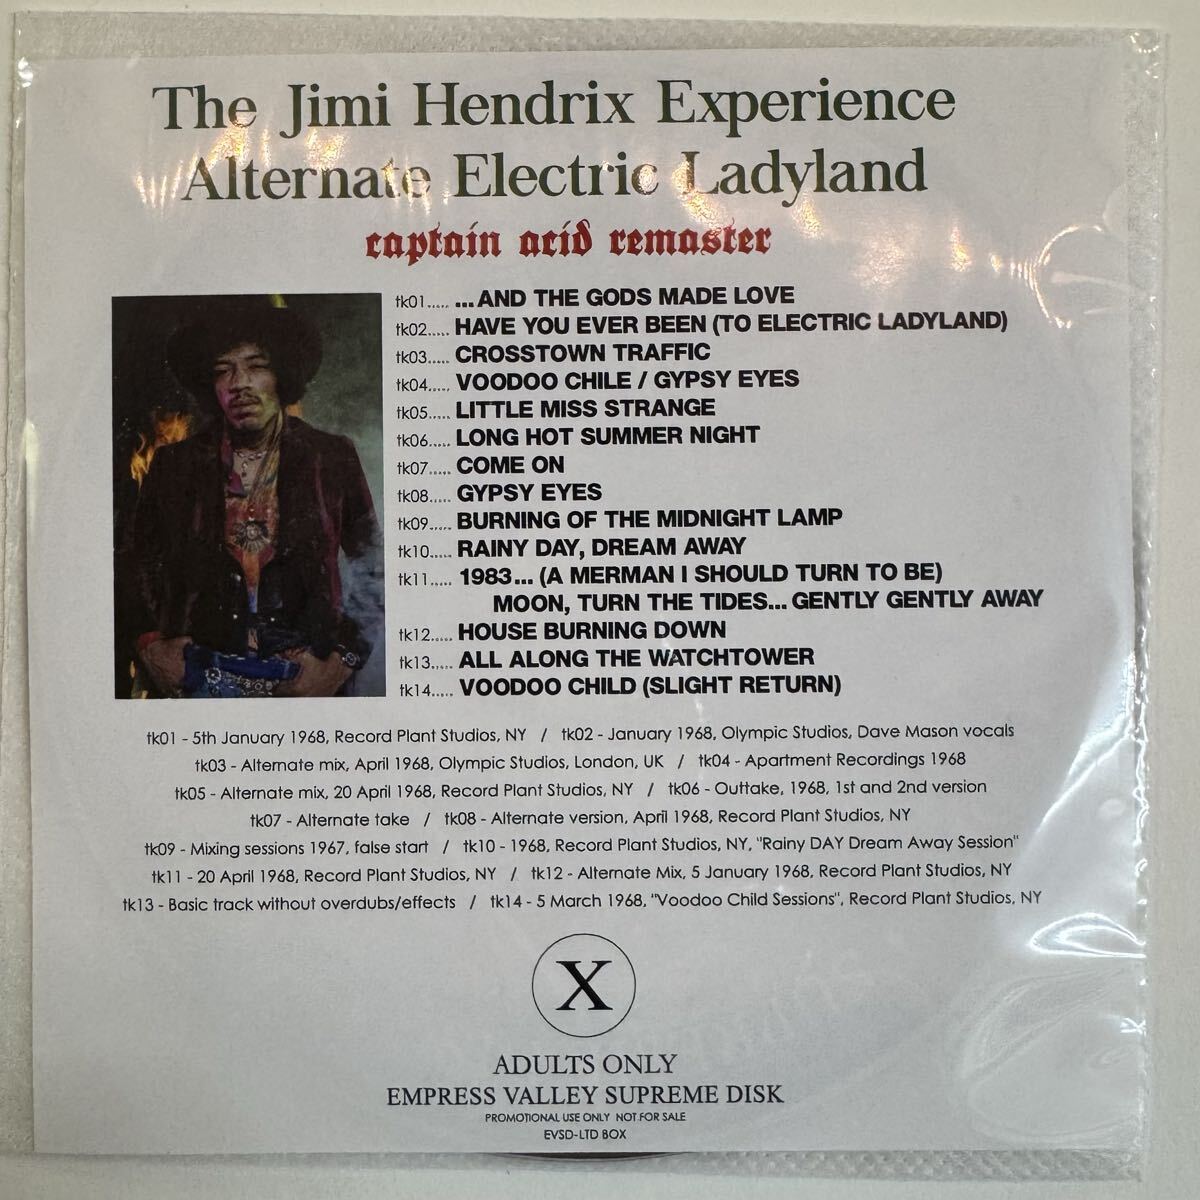 The Jimi Hendrix Experience
Alternate Electric Ladyland
captain acid remaster
tk01..... ...AND THE GODS MADE LOVE
tk02..... HAVE YOU EVER BEEN (TO ELECTRIC LADYLAND)
tk03..... CROSSTOWN TRAFFIC
tk04..... VOODOO CHILE / GYPSY EYES
tk05..... LITTLE MISS STRANGE
tk06..... LONG HOT SUMMER NIGHT
tk07..... COME ON
tk08..... GYPSY EYES
tk09..... BURNING OF THE MIDNIGHT LAMP
tk10..... RAINY DAY, DREAM AWAY
tk11..... 1983... (A MERMAN I SHOULD TURN TO BE)
MOON, TURN THE TIDES... GENTLY GENTLY AWAY
tk12..... HOUSE BURNING DOWN
tk13..... ALL ALONG THE WATCHTOWER
tk14..... VOODOO CHILD (SLIGHT RETURN)
tk01 - 5th January 1968, Record Plant Studios, NY / tk02 - January 1968, Olympic Studios, Dave Mason vocals
tk03 - Alternate mix, April 1968, Olympic Studios, London, UK / tk04 - Apartment Recordings 1968
tk05 - Alternate mix, 20 April 1968, Record Plant Studios, NY / tk06 - Outtake, 1968, 1st and 2nd version
tk07 - Alternate take / tk08 - Alternate version, April 1968, Record Plant Studios, NY
tk09 - Mixing sessions 1967, false start / tk10 - 1968, Record Plant Studios, NY, "Rainy DAY Dream Away Session"
tk11 - 20 April 1968, Record Plant Studios, NY / tk12 - Alternate Mix, 5 January 1968, Record Plant Studios, NY
tk13 - Basic track without overdubs/effects / tk14 - 5 March 1968, "Voodoo Child Sessions", Record Plant Studios, NY
X
ADULTS ONLY
EMPRESS VALLEY SUPREME DISK
PROMOTIONAL USE ONLY NOT FOR SALE
EVSD-LTD BOX